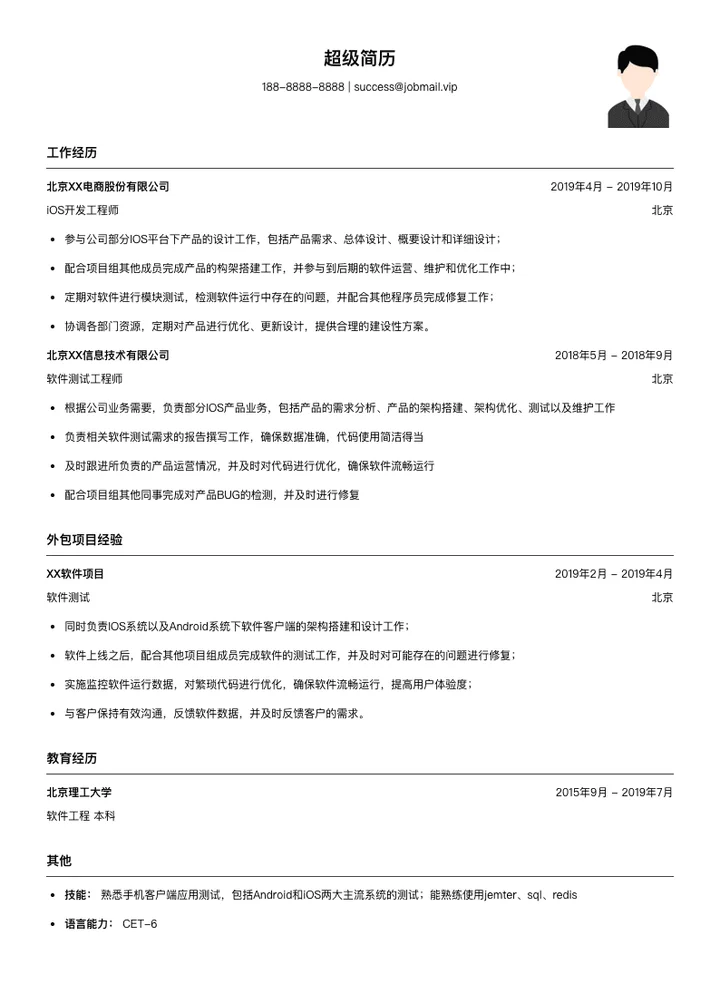 超级简历
188-8888-8888 | success@jobmail.vip
工作经历
北京XX电商股份有限公司 2019年4月 – 2019年10月
iOS开发工程师 北京
• 参与公司部分IOS平台下产品的设计工作，包括产品需求、总体设计、概要设计和详细设计；
• 配合项目组其他成员完成产品的构架搭建工作，并参与到后期的软件运营、维护和优化工作中；
• 定期对软件进行模块测试，检测软件运行中存在的问题，并配合其他程序员完成修复工作；
• 协调各部门资源，定期对产品进行优化、更新设计，提供合理的建设性方案。
北京XX信息技术有限公司 2018年5月 – 2018年9月
软件测试工程师 北京
• 根据公司业务需要，负责部分IOS产品业务，包括产品的需求分析、产品的架构搭建、架构优化、测试以及维护工作
• 负责相关软件测试需求的报告撰写工作，确保数据准确，代码使用简洁得当
• 及时跟进所负责的产品运营情况，并及时对代码进行优化，确保软件流畅运行
• 配合项目组其他同事完成对产品BUG的检测，并及时进行修复
外包项目经验
XX软件项目 2019年2月 – 2019年4月
软件测试 北京
• 同时负责IOS系统以及Android系统下软件客户端的架构搭建和设计工作；
• 软件上线之后，配合其他项目组成员完成软件的测试工作，并及时对可能存在的问题进行修复；
• 实施监控软件运行数据，对繁琐代码进行优化，确保软件流畅运行，提高用户体验度；
• 与客户保持有效沟通，反馈软件数据，并及时反馈客户的需求。
教育经历
北京理工大学 2015年9月 – 2019年7月
软件工程 本科
其他
• 技能： 熟悉手机客户端应用测试，包括Android和iOS两大主流系统的测试；能熟练使用jemter、sql、redis
• 语言能力： CET-6